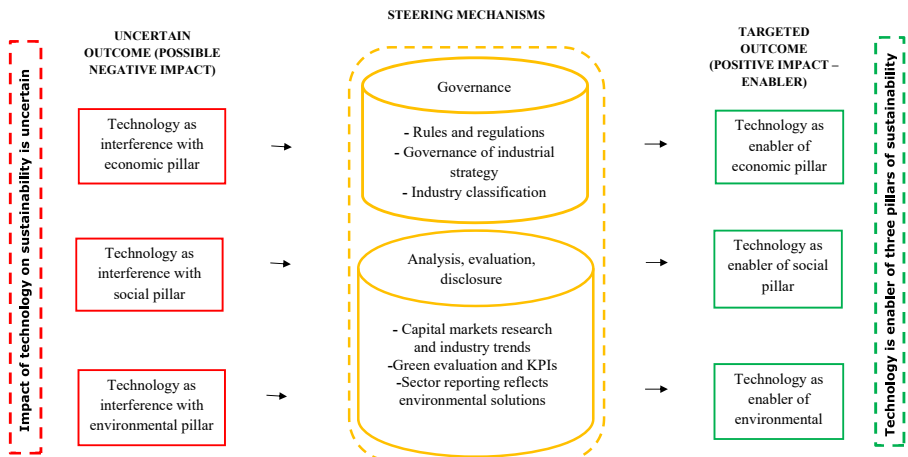 STEERING MECHANISMS
UNCERTAIN
OUTCOME (POSSIBLE
NEGATIVE IMPACT)
TARGETED
OUTCOME
(POSITIVE IMPACT –
ENABLER)
Impact of technology on sustainability is uncertain
Technology as
interference with
economic pillar
Technology as
interference with
social pillar
Technology as
interference with
environmental pillar
Governance
- Rules and regulations
- Governance of industrial
strategy
- Industry classification
Analysis, evaluation,
disclosure
- Capital markets research
and industry trends
-Green evaluation and KPIs
-Sector reporting reflects
environmental solutions
Technology as
enabler of
economic pillar
Technology as
enabler of social
pillar
Technology as
enabler of
environmental
Technology is enabler of three pillars of sustainability